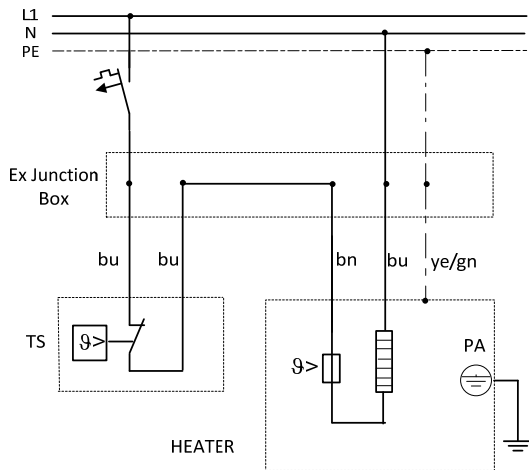 L1
N
PE
Ex Junction
Box
bu bu bn bu ye/gn
TS ϑ> ϑ> PA
HEATER